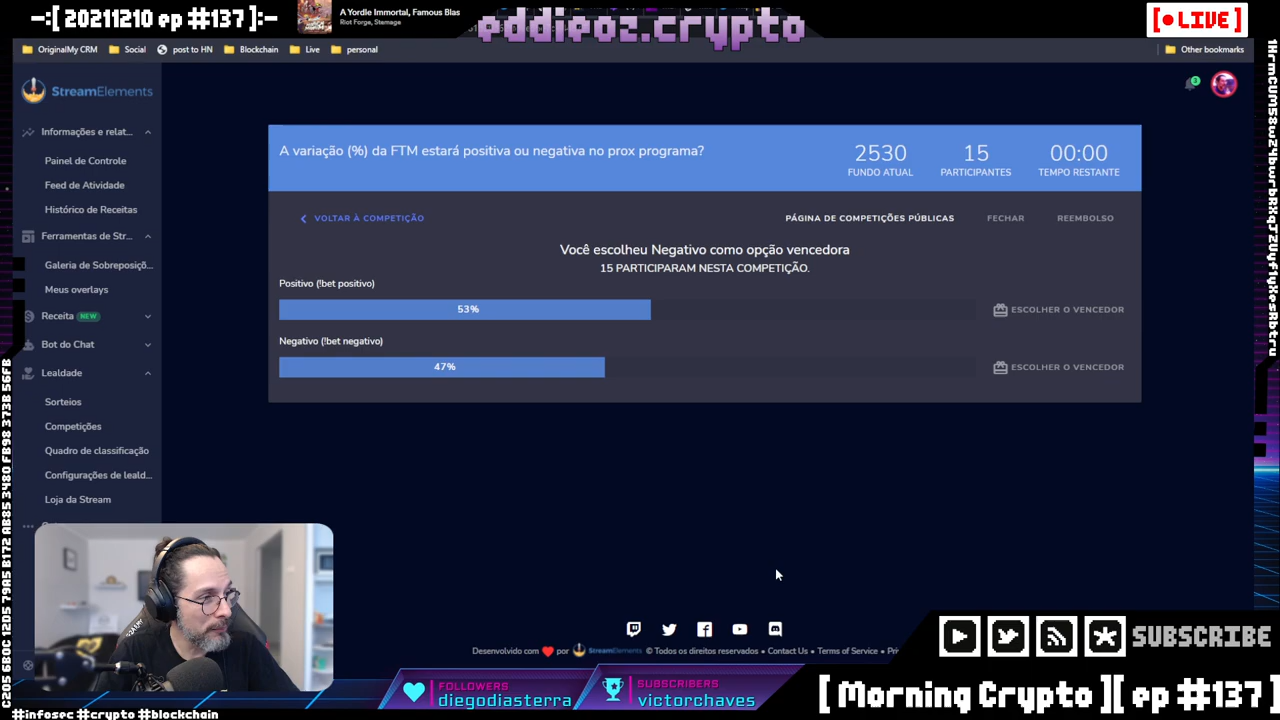 -:[ 20211210 ep #137 ]:-
A Yordle Immortal, Famous Blas
Riot Forge, Stemage
eddieoz.crypto
[●LIVE]
OriginalMy CRM
Social
post to HN
Blockchain
Live
personal
Other bookmarks
StreamElements
3
Informações e relat...
Painel de Controle
Feed de Atividade
Histórico de Receitas
Ferramentas de Str...
Galeria de Sobreposiçõ...
Meus overlays
Receita NEW
Bot do Chat
Lealdade
Sorteios
Competições
Quadro de classificação
Configurações de leald...
Loja da Stream
A variação (%) da FTM estará positiva ou negativa no prox programa?
2530
FUNDO ATUAL
15
PARTICIPANTES
00:00
TEMPO RESTANTE
VOLTAR À COMPETIÇÃO
PÁGINA DE COMPETIÇÕES PÚBLICAS
FECHAR
REEMBOLSO
Você escolheu Negativo como opção vencedora
15 PARTICIPARAM NESTA COMPETIÇÃO.
Positivo (!bet positivo)
53%
ESCOLHER O VENCEDOR
Negativo (!bet negativo)
47%
ESCOLHER O VENCEDOR
Desenvolvido com ❤ por StreamElements © Todos os direitos reservados • Contact Us • Terms of Service • Pri
SUBSCRIBE
FOLLOWERS
diegodiasterra
SUBSCRIBERS
victorchaves
[ Morning Crypto ][ ep #137 ]
#infosec #crypto #blockchain